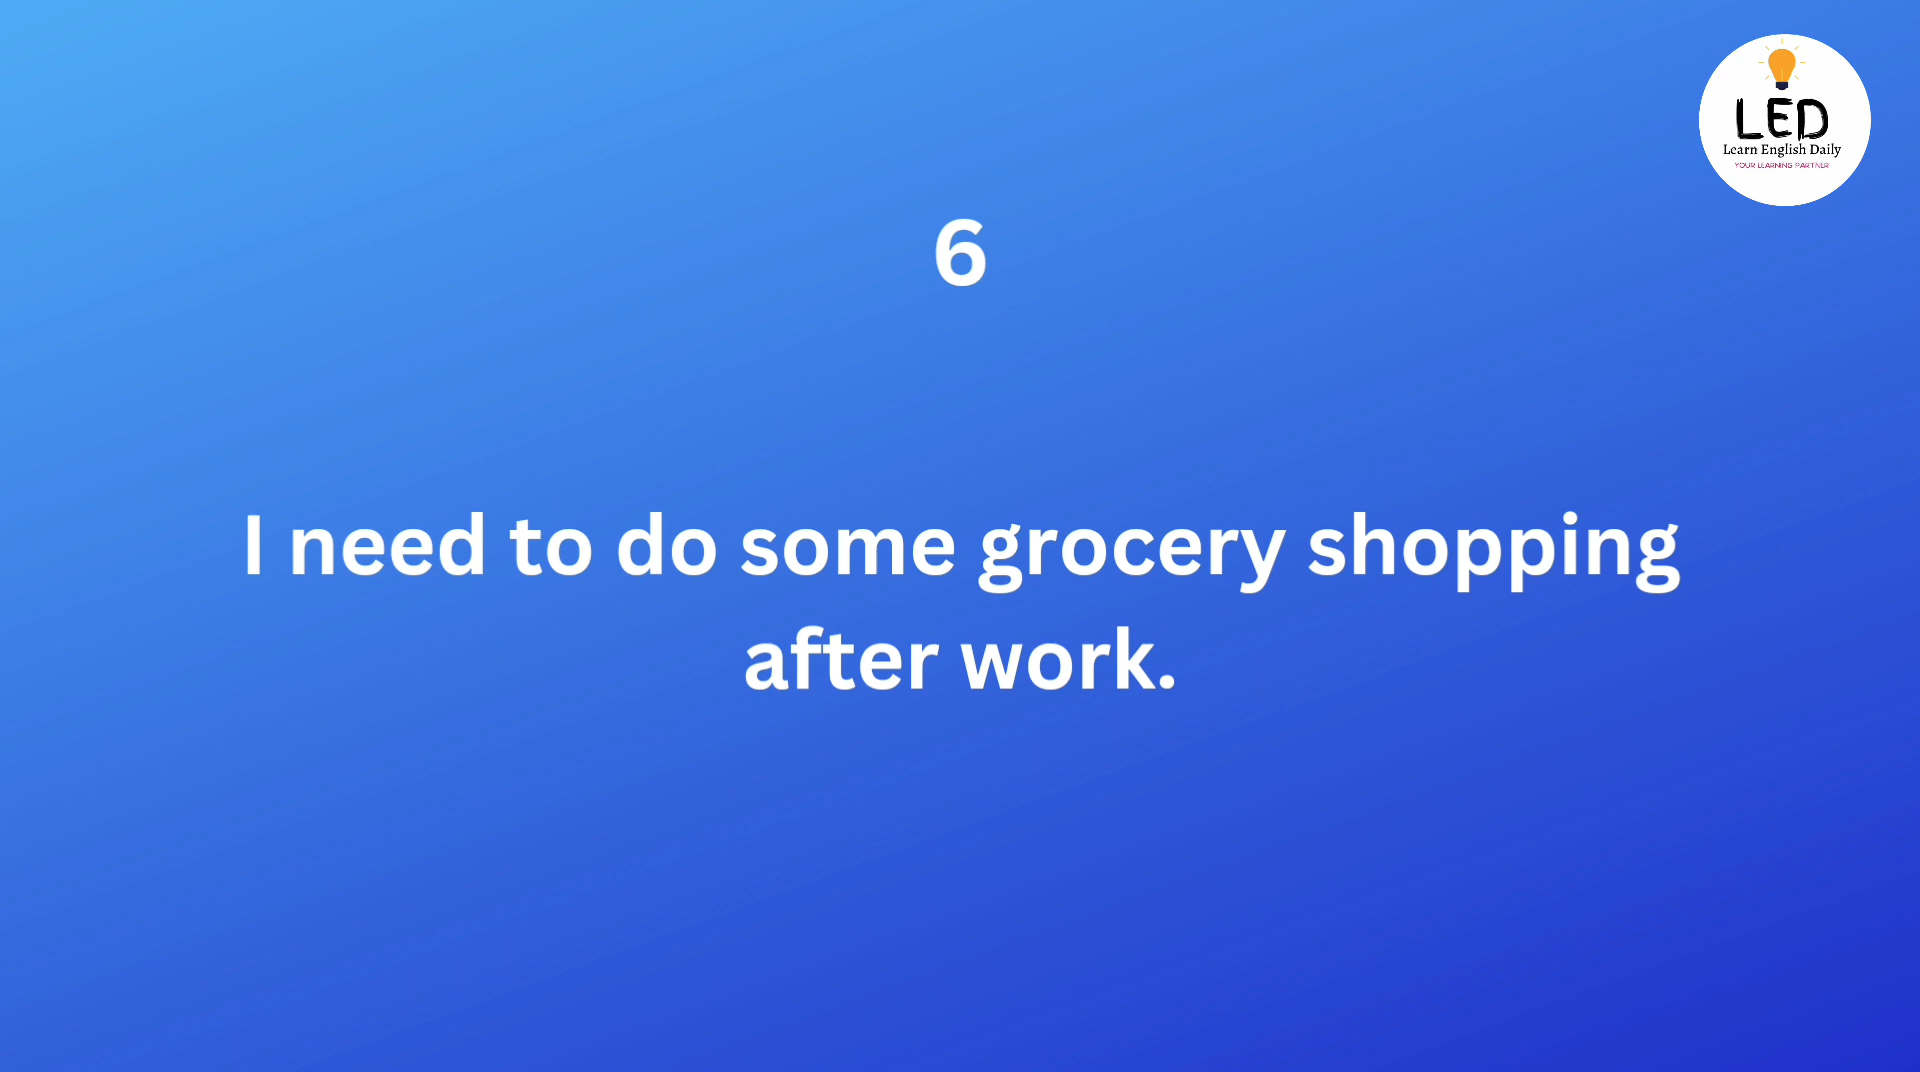 LED
Learn English Daily
YOUR LEARNING PARTNER
6
I need to do some grocery shopping
after work.